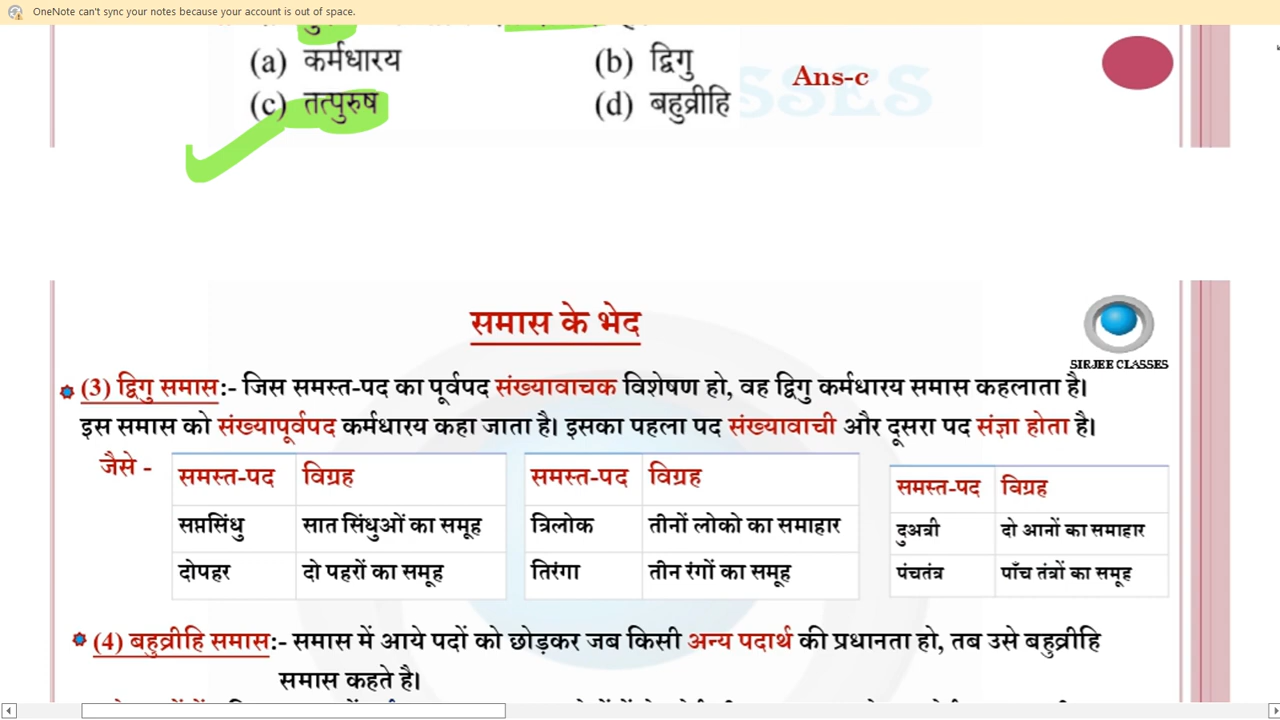 OneNote can't sync your notes because your account is out of space.
(a) कर्मधारय (b) द्विगु
Ans-c
(c) तत्पुरुष (d) बहुव्रीहि
समास के भेद
SIRJEE CLASSES
(3) द्विगु समास:- जिस समस्त-पद का पूर्वपद संख्यावाचक विशेषण हो, वह द्विगु कर्मधारय समास कहलाता है।
इस समास को संख्यापूर्वपद कर्मधारय कहा जाता है। इसका पहला पद संख्यावाची और दूसरा पद संज्ञा होता है।
जैसे -
समस्त-पद विग्रह
सप्तसिंधु सात सिंधुओं का समूह
दोपहर दो पहरों का समूह
समस्त-पद विग्रह
त्रिलोक तीनों लोको का समाहार
तिरंगा तीन रंगों का समूह
समस्त-पद विग्रह
दुअन्नी दो आनों का समाहार
पंचतंत्र पाँच तंत्रों का समूह
(4) बहुव्रीहि समास:- समास में आये पदों को छोड़कर जब किसी अन्य पदार्थ की प्रधानता हो, तब उसे बहुव्रीहि
समास कहते है।